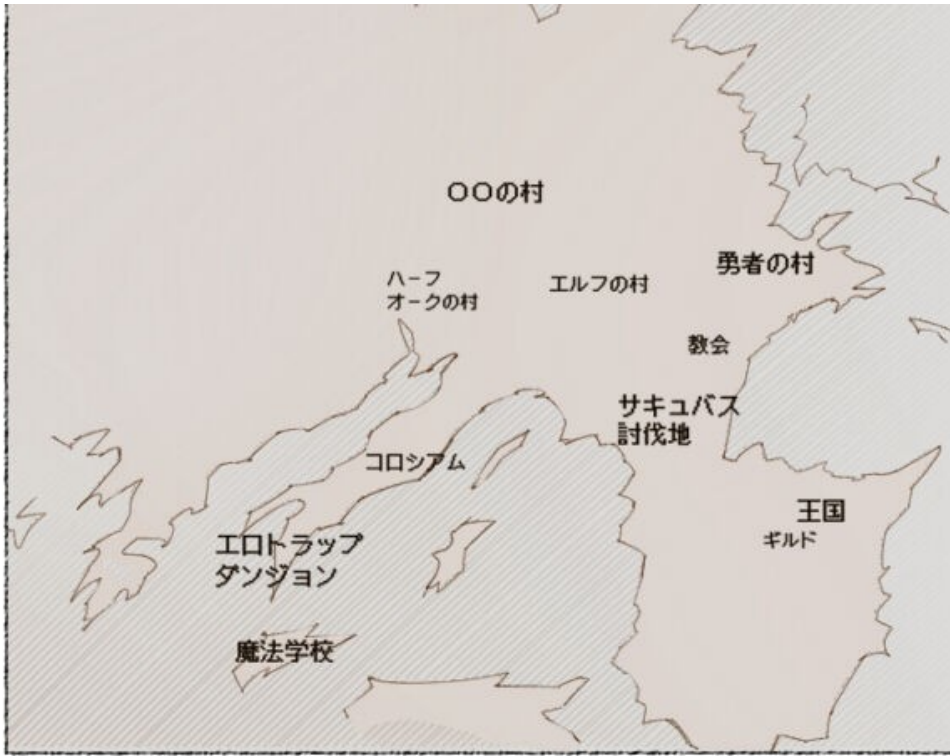 〇〇の村
勇者の村
ハーフ
オークの村
エルフの村
教会
サキュバス
討伐地
コロシアム
王国
ギルド
エロトラップ
ダンジョン
魔法学校